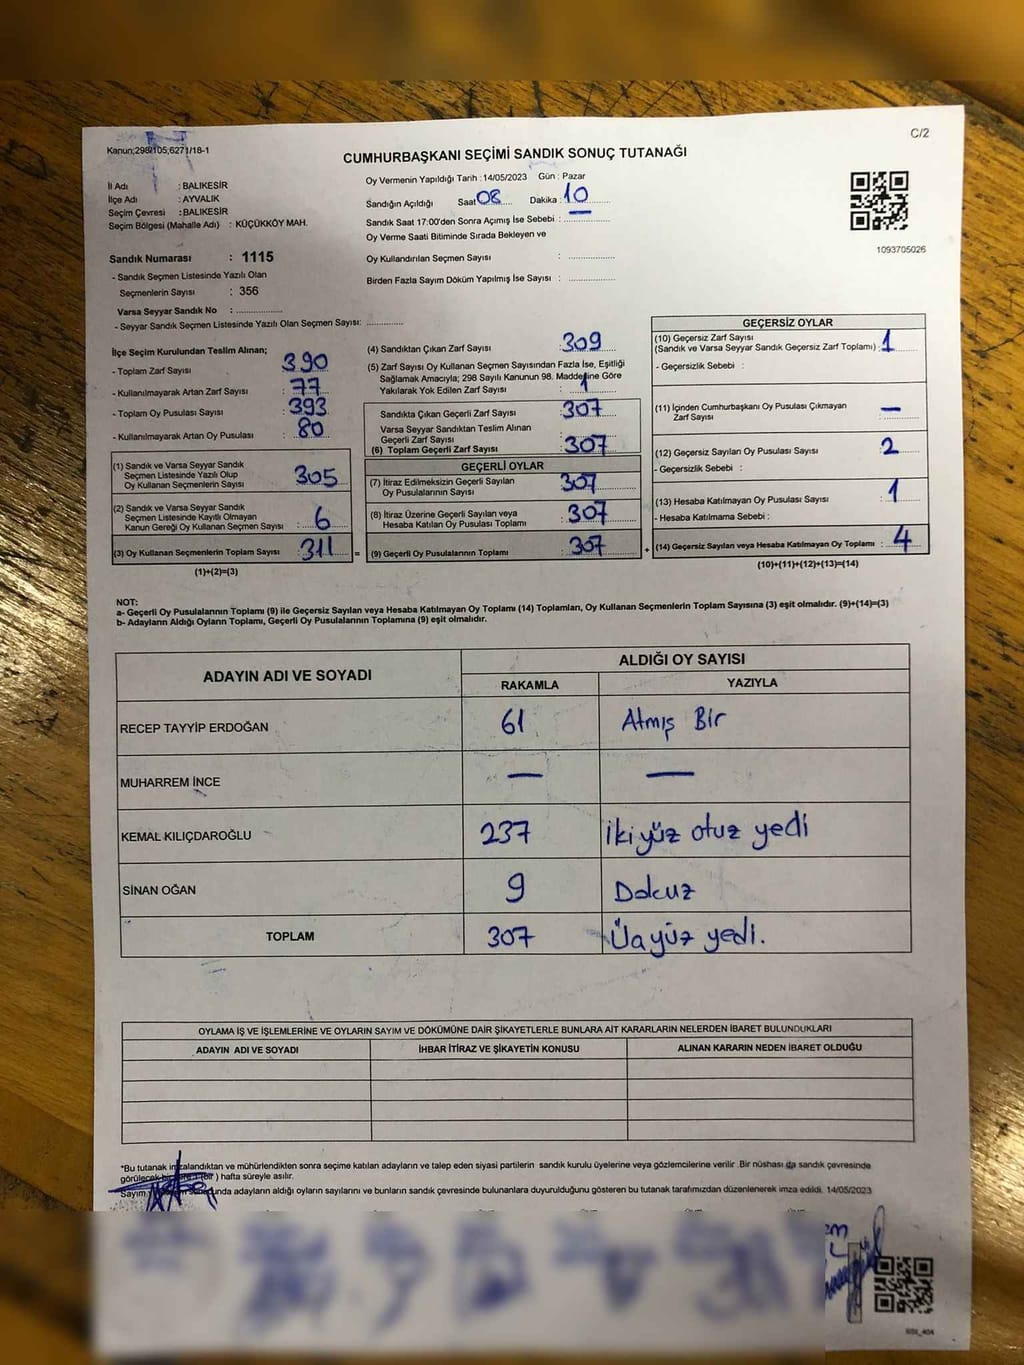 C/2
Kanun;298/105,6271/18-1
CUMHURBAŞKANI SEÇİMİ SANDIK SONUÇ TUTANAĞI
İl Adı : BALIKESİR
İlçe Adı : AYVALIK
Seçim Çevresi : BALIKESİR
Seçim Bölgesi (Mahalle Adı) : KÜÇÜKKÖY MAH.
Oy Vermenin Yapıldığı Tarih : 14/05/2023 Gün : Pazar
Sandığın Açıldığı Saat 08 Dakika : 10
Sandık Saat 17:00'den Sonra Açımış İse Sebebi : —
Oy Verme Saati Bitiminde Sırada Bekleyen ve
Oy Kullandırılan Seçmen Sayısı :
Birden Fazla Sayım Döküm Yapılmış İse Sayısı :
1093705026
Sandık Numarası : 1115
- Sandık Seçmen Listesinde Yazılı Olan
Seçmenlerin Sayısı : 356
Varsa Seyyar Sandık No :
- Seyyar Sandık Seçmen Listesinde Yazılı Olan Seçmen Sayısı:
İlçe Seçim Kurulundan Teslim Alınan;
- Toplam Zarf Sayısı : 390
- Kullanılmayarak Artan Zarf Sayısı : 77
- Toplam Oy Pusulası Sayısı : 393
- Kullanılmayarak Artan Oy Pusulası : 80
(1) Sandık ve Varsa Seyyar Sandık
Seçmen Listesinde Yazılı Olup
Oy Kullanan Seçmenlerin Sayısı : 305
(2) Sandık ve Varsa Seyyar Sandık
Seçmen Listesinde Kayıtlı Olmayan
Kanun Gereği Oy Kullanan Seçmen Sayısı : 6
(3) Oy Kullanan Seçmenlerin Toplam Sayısı : 311 =
(1)+(2)=(3)
(4) Sandıktan Çıkan Zarf Sayısı : 309
(5) Zarf Sayısı Oy Kullanan Seçmen Sayısından Fazla İse, Eşitliği
Sağlamak Amacıyla; 298 Sayılı Kanunun 98. Maddesine Göre
Yakılarak Yok Edilen Zarf Sayısı : 1
Sandıkta Çıkan Geçerli Zarf Sayısı : 307
Varsa Seyyar Sandıktan Teslim Alınan
Geçerli Zarf Sayısı
(6) Toplam Geçerli Zarf Sayısı : 307
GEÇERLİ OYLAR
(7) İtiraz Edilmeksizin Geçerli Sayılan
Oy Pusulalarının Sayısı : 307
(8) İtiraz Üzerine Geçerli Sayılan veya
Hesaba Katılan Oy Pusulası Toplamı : 307
(9) Geçerli Oy Pusulalarının Toplamı : 307 +
GEÇERSİZ OYLAR
(10) Geçersiz Zarf Sayısı
(Sandık ve Varsa Seyyar Sandık Geçersiz Zarf Toplamı) : 1
- Geçersizlik Sebebi :
(11) İçinden Cumhurbaşkanı Oy Pusulası Çıkmayan
Zarf Sayısı : —
(12) Geçersiz Sayılan Oy Pusulası Sayısı : 2
- Geçersizlik Sebebi :
(13) Hesaba Katılmayan Oy Pusulası Sayısı : 1
- Hesaba Katılmama Sebebi :
(14) Geçersiz Sayılan veya Hesaba Katılmayan Oy Toplamı : 4
(10)+(11)+(12)+(13)=(14)
NOT:
a- Geçerli Oy Pusulalarının Toplamı (9) ile Geçersiz Sayılan veya Hesaba Katılmayan Oy Toplamı (14) Toplamları, Oy Kullanan Seçmenlerin Toplam Sayısına (3) eşit olmalıdır. (9)+(14)=(3)
b- Adayların Aldığı Oyların Toplamı, Geçerli Oy Pusulalarının Toplamına (9) eşit olmalıdır.
ADAYIN ADI VE SOYADI
ALDIĞI OY SAYISI
RAKAMLA YAZIYLA
RECEP TAYYİP ERDOĞAN 61 Atmış Bir
MUHARREM İNCE — —
KEMAL KILIÇDAROĞLU 237 İkiyüz otuz yedi
SİNAN OĞAN 9 Dokuz
TOPLAM 307 Üçyüz yedi.
OYLAMA İŞ VE İŞLEMLERİNE VE OYLARIN SAYIM VE DÖKÜMÜNE DAİR ŞİKAYETLERLE BUNLARA AİT KARARLARIN NELERDEN İBARET BULUNDUKLARI
ADAYIN ADI VE SOYADI İHBAR İTİRAZ VE ŞİKAYETİN KONUSU ALINAN KARARIN NEDEN İBARET OLDUĞU
*Bu tutanak imzalandıktan ve mühürlendikten sonra seçime katılan adayların ve talep eden siyasi partilerin sandık kurulu üyelerine veya gözlemcilerine verilir .Bir nüshası da sandık çevresinde
görülecek bir yere 1 (bir ) hafta süreyle asılır.
Sayım adayların aldığı oyların sayılarını ve bunların sandık çevresinde bulunanlara duyurulduğunu gösteren bu tutanak tarafımızdan düzenlenerek imza edildi. 14/05/2023